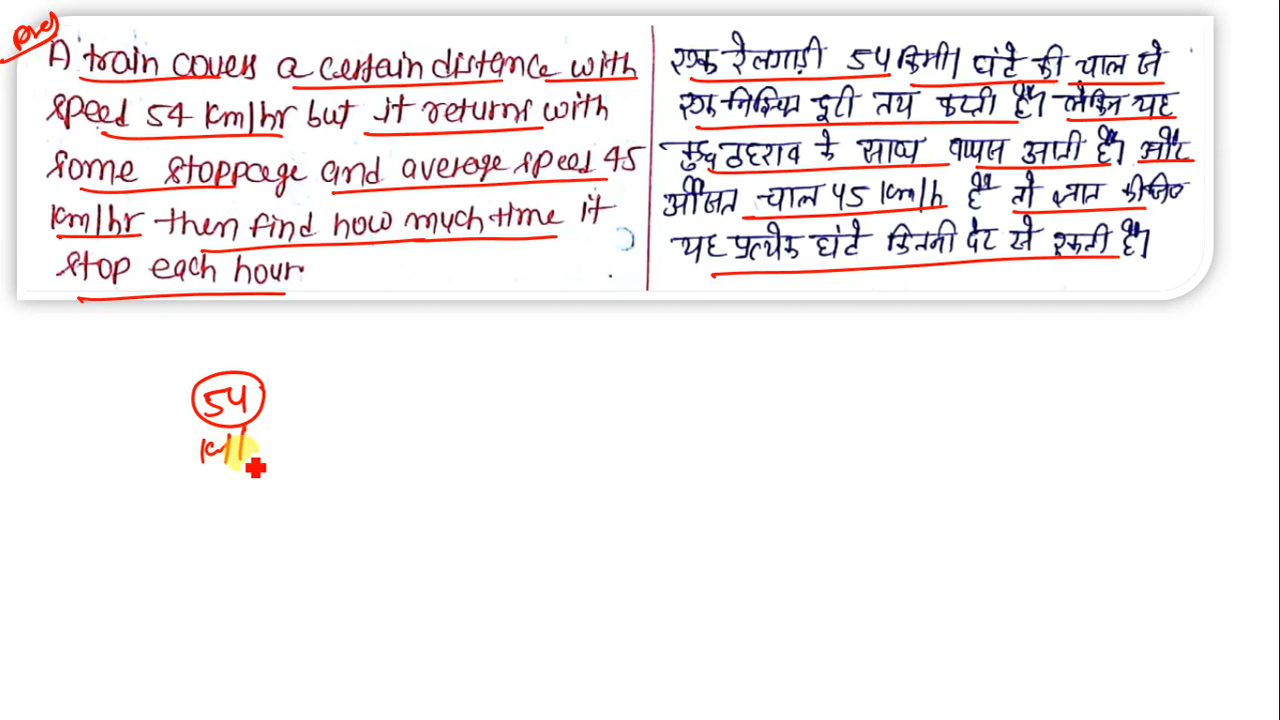 A train covers a certain distance with
speed 54 Km/hr but it returns with
some stoppage and average speed 45
Km/hr then find how much time it
stop each hour.
एक रेलगाड़ी 54 किमी/ घंटे की चाल से
एक निश्चित दूरी तय करती है। लेकिन यह
कुछ ठहराव के साथ वापस आती है। और
औसत चाल 45 Km/h है तो ज्ञात कीजिए
यह प्रत्येक घंटे कितनी देर से रुकती है।
54